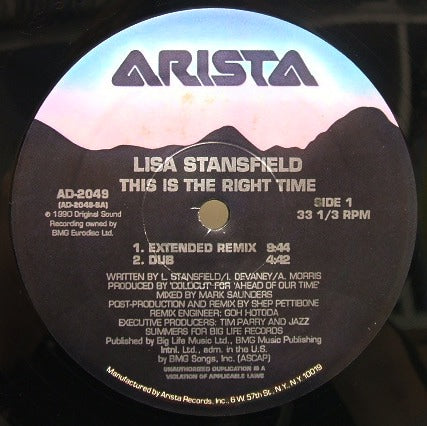 ARISTA
LISA STANSFIELD
THIS IS THE RIGHT TIME
AD-2049
(AD-2049-SA)
℗ 1990 Original Sound
Recording owned by
BMG Eurodisc Ltd.
SIDE 1
33 1/3 RPM
1. EXTENDED REMIX 9:44
2. DUB 4:42
WRITTEN BY L. STANSFIELD/I. DEVANEY/A. MORRIS
PRODUCED BY 'COLDCUT' FOR 'AHEAD OF OUR TIME'
MIXED BY MARK SAUNDERS
POST-PRODUCTION AND REMIX BY SHEP PETTIBONE
REMIX ENGINEER: GOH HOTODA
EXECUTIVE PRODUCERS: TIM PARRY AND JAZZ
SUMMERS FOR BIG LIFE RECORDS
Published by Big Life Music Ltd., BMG Music Publishing
Intnl. Ltd., adm. in the U.S.
by BMG Songs, Inc. (ASCAP)
UNAUTHORIZED DUPLICATION IS A
VIOLATION OF APPLICABLE LAWS
Manufactured by Arista Records, Inc., 6 W 57th St., N.Y., N.Y. 10019